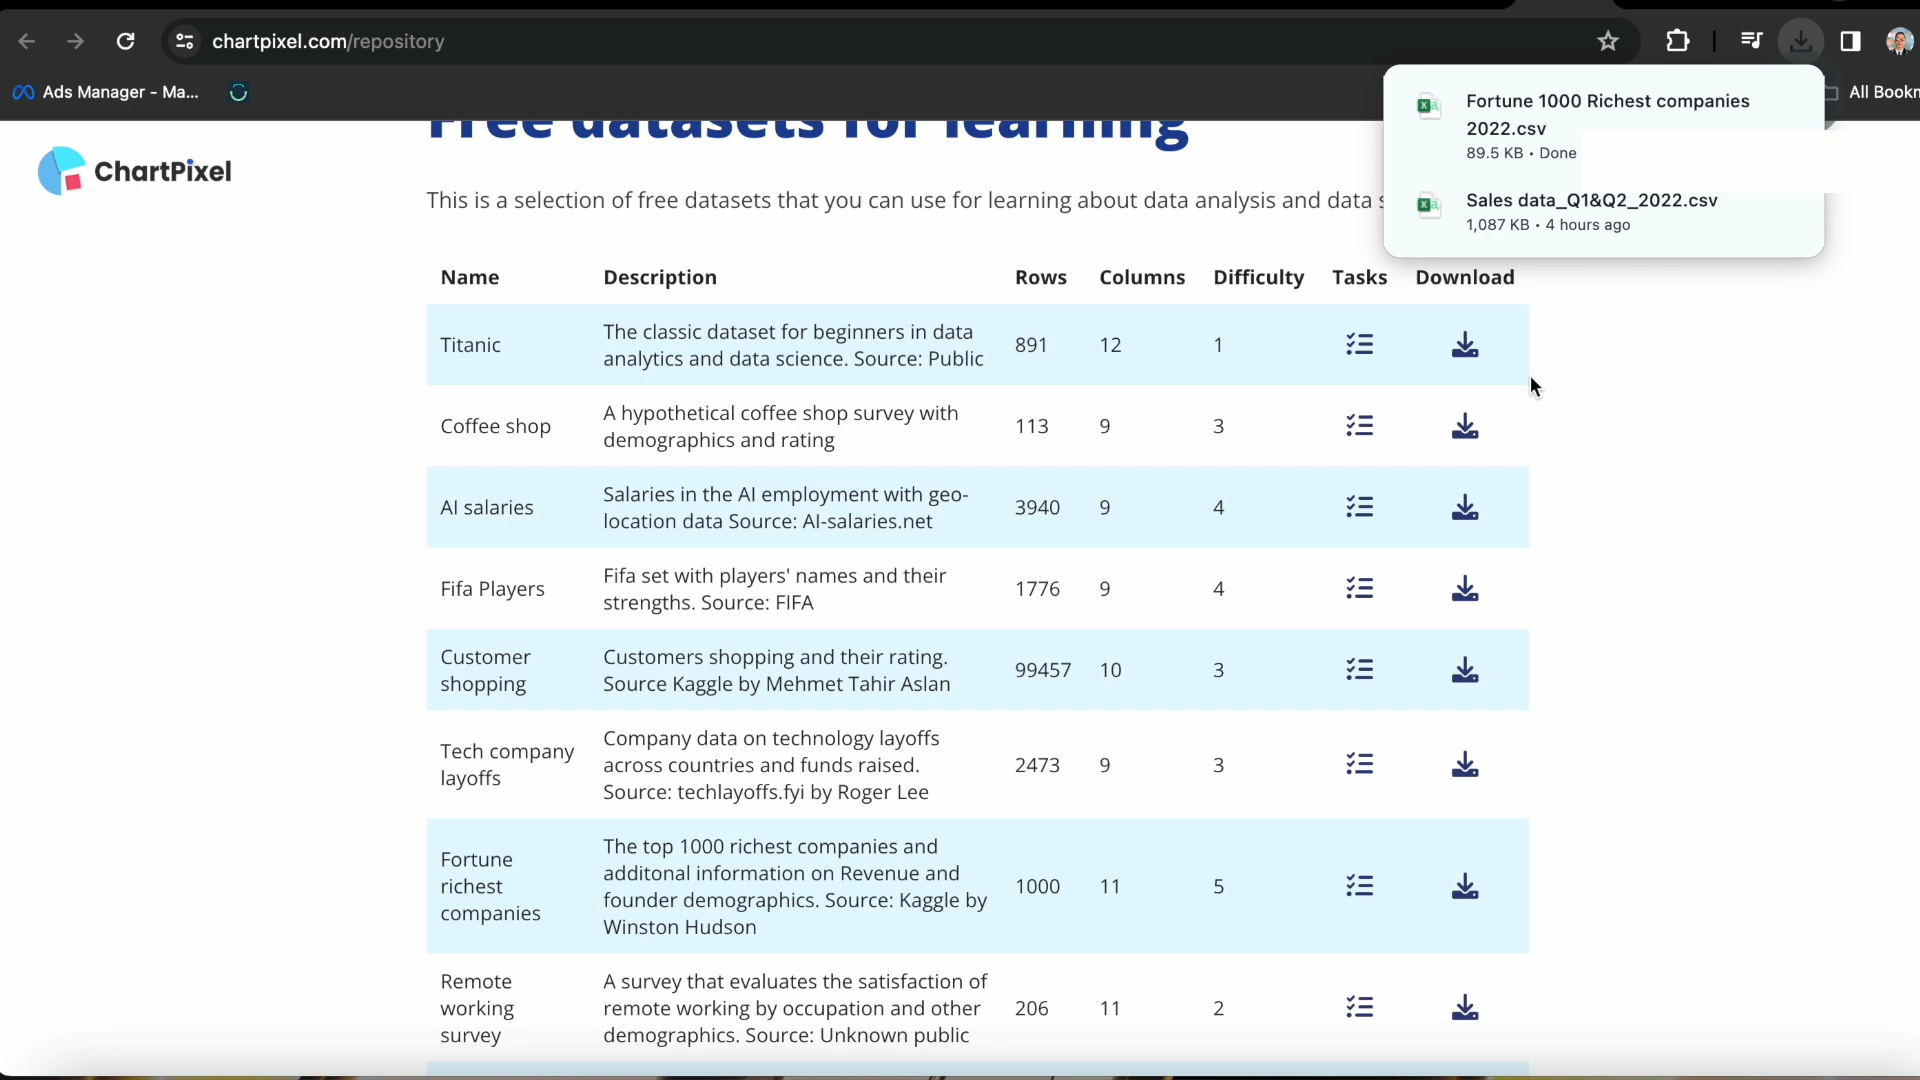 chartpixel.com/repository
Ads Manager - Ma...
All Bookm
Fortune 1000 Richest companies
2022.csv
89.5 KB • Done
Sales data_Q1&Q2_2022.csv
1,087 KB • 4 hours ago
ChartPixel
Free datasets for learning
This is a selection of free datasets that you can use for learning about data analysis and data s
Name Description Rows Columns Difficulty Tasks Download
Titanic
The classic dataset for beginners in data
analytics and data science. Source: Public
891 12 1
Coffee shop
A hypothetical coffee shop survey with
demographics and rating
113 9 3
AI salaries
Salaries in the AI employment with geo-
location data Source: AI-salaries.net
3940 9 4
Fifa Players
Fifa set with players' names and their
strengths. Source: FIFA
1776 9 4
Customer
shopping
Customers shopping and their rating.
Source Kaggle by Mehmet Tahir Aslan
99457 10 3
Tech company
layoffs
Company data on technology layoffs
across countries and funds raised.
Source: techlayoffs.fyi by Roger Lee
2473 9 3
Fortune
richest
companies
The top 1000 richest companies and
additonal information on Revenue and
founder demographics. Source: Kaggle by
Winston Hudson
1000 11 5
Remote
working
survey
A survey that evaluates the satisfaction of
remote working by occupation and other
demographics. Source: Unknown public
206 11 2